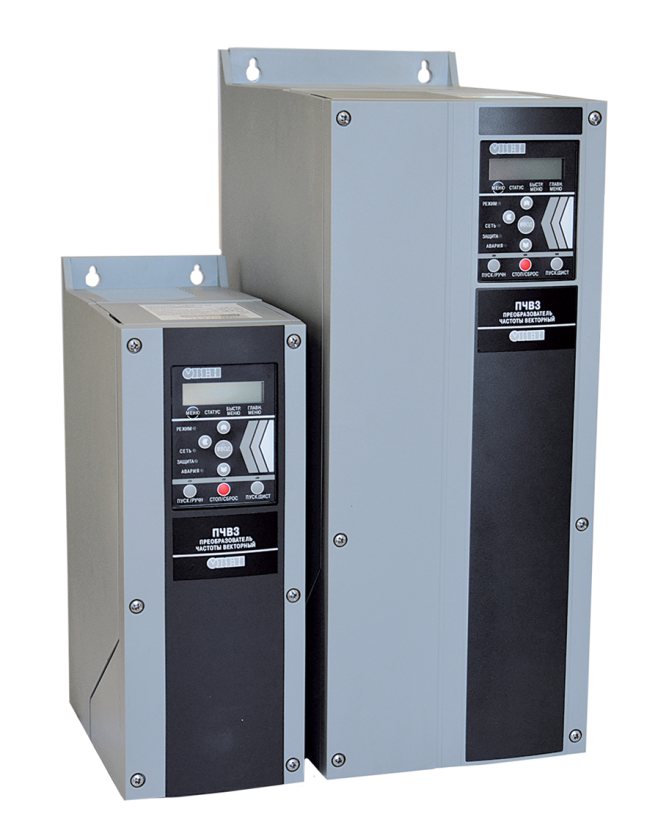 ОВЕН
МЕНЮ СТАТУС БЫСТР. МЕНЮ ГЛАВН. МЕНЮ
РЕЖИМ
ВВОД
СЕТЬ
ЗАЩИТА
АВАРИЯ
ПУСК/РУЧН СТОП/СБРОС ПУСК/ДИСТ
ПЧВ3
ПРЕОБРАЗОВАТЕЛЬ
ЧАСТОТЫ ВЕКТОРНЫЙ
ОВЕН
ОВЕН
МЕНЮ СТАТУС БЫСТР. МЕНЮ ГЛАВН. МЕНЮ
РЕЖИМ
ВВОД
СЕТЬ
ЗАЩИТА
АВАРИЯ
ПУСК/РУЧН СТОП/СБРОС ПУСК/ДИСТ
ПЧВ3
ПРЕОБРАЗОВАТЕЛЬ
ЧАСТОТЫ ВЕКТОРНЫЙ
ОВЕН